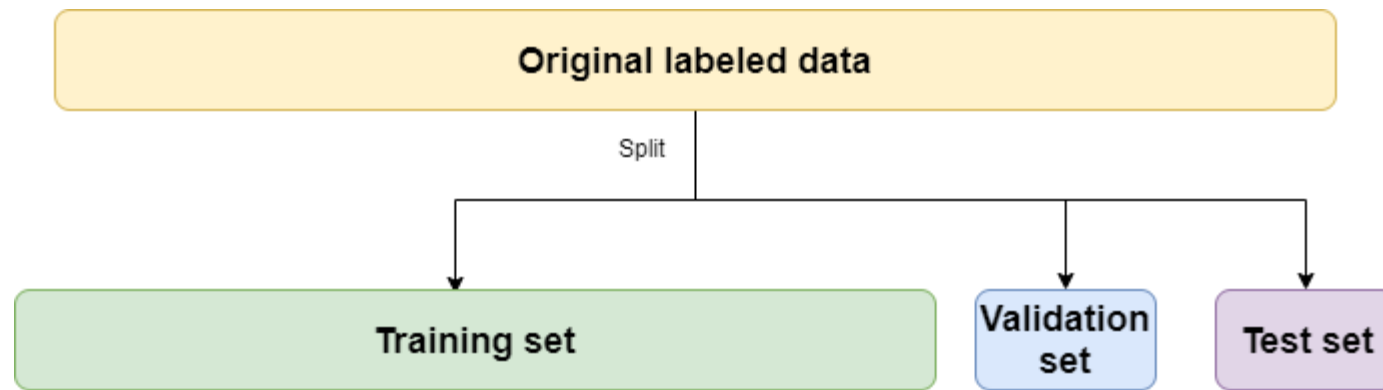 Original labeled data
Split
Training set
Validation
set
Test set